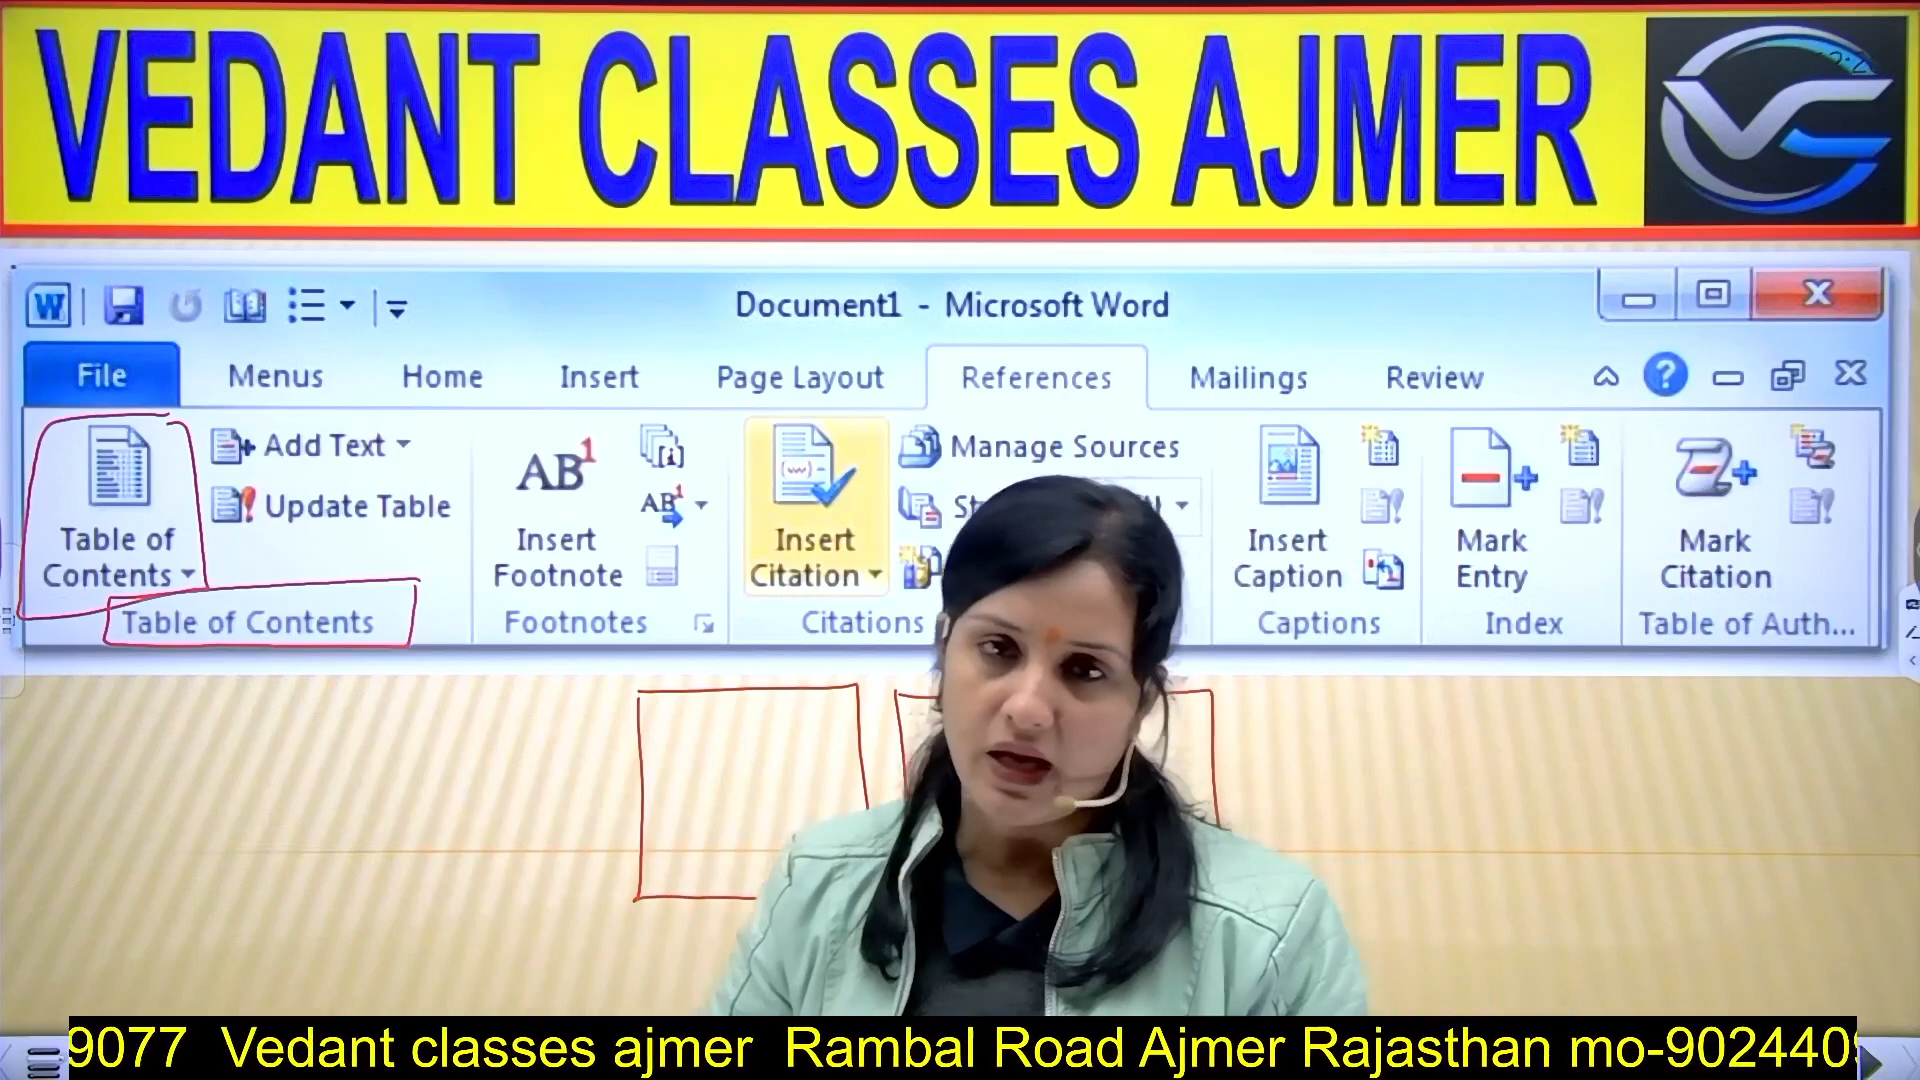 VEDANT CLASSES AJMER
Document1 - Microsoft Word
File Menus Home Insert Page Layout References Mailings Review
Add Text
Update Table
Table of Contents
Table of Contents
AB1
AB1
Insert Footnote
Footnotes
Insert Citation
Manage Sources
Citations
Insert Caption
Captions
Mark Entry
Index
Mark Citation
Table of Auth...
9077 Vedant classes ajmer Rambal Road Ajmer Rajasthan mo-902440